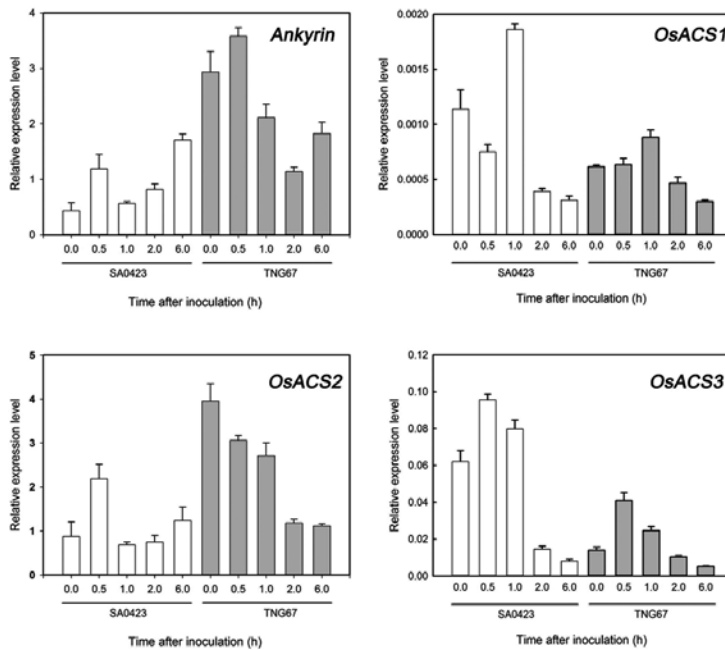 Ankyrin
Relative expression level
4
3
2
1
0
0.0 0.5 1.0 2.0 6.0 0.0 0.5 1.0 2.0 6.0
SA0423 TNG67
Time after inoculation (h)
OsACS1
Relative expression level
0.0020
0.0015
0.0010
0.0005
0.0000
0.0 0.5 1.0 2.0 6.0 0.0 0.5 1.0 2.0 6.0
SA0423 TNG67
Time after inoculation (h)
OsACS2
Relative expression level
5
4
3
2
1
0
0.0 0.5 1.0 2.0 6.0 0.0 0.5 1.0 2.0 6.0
SA0423 TNG67
Time after inoculation (h)
OsACS3
Relative expression level
0.12
0.10
0.08
0.06
0.04
0.02
0.00
0.0 0.5 1.0 2.0 6.0 0.0 0.5 1.0 2.0 6.0
SA0423 TNG67
Time after inoculation (h)